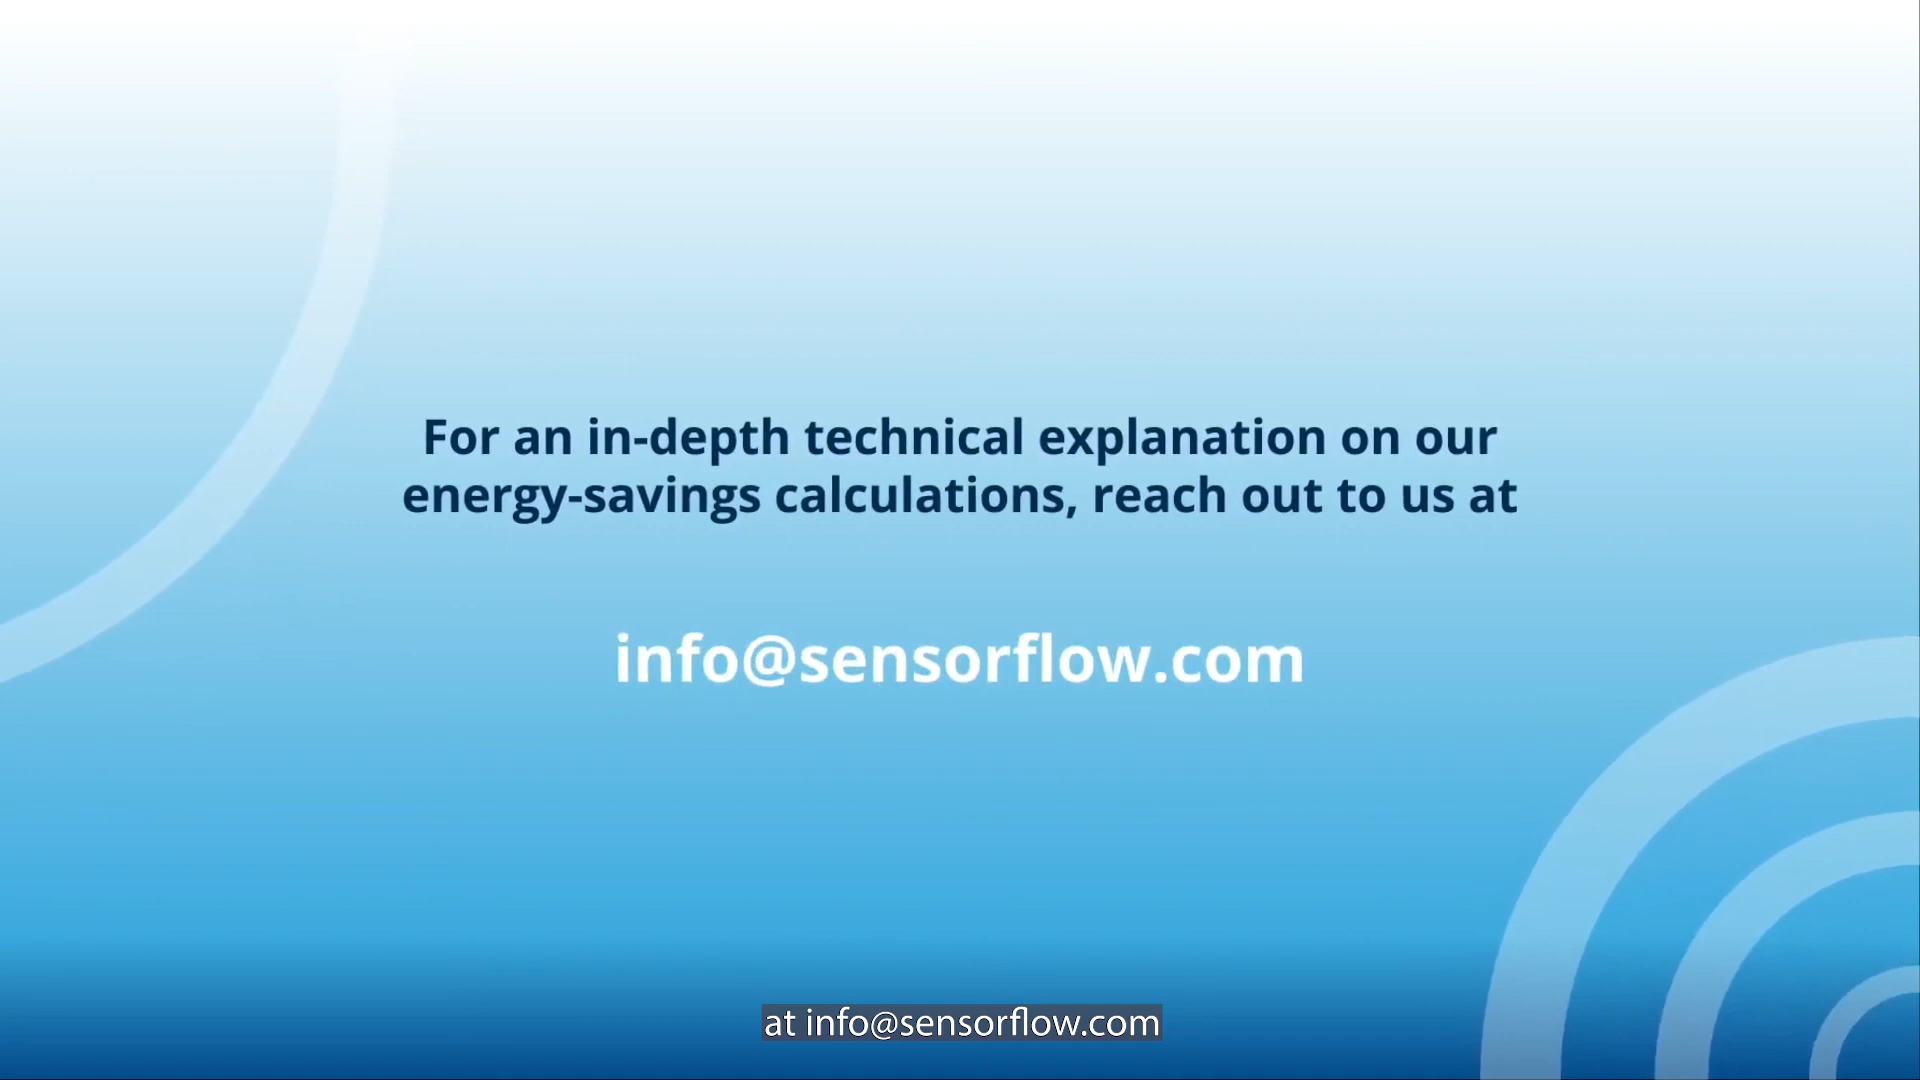 For an in-depth technical explanation on our
energy-savings calculations, reach out to us at
info@sensorflow.com
at info@sensorflow.com